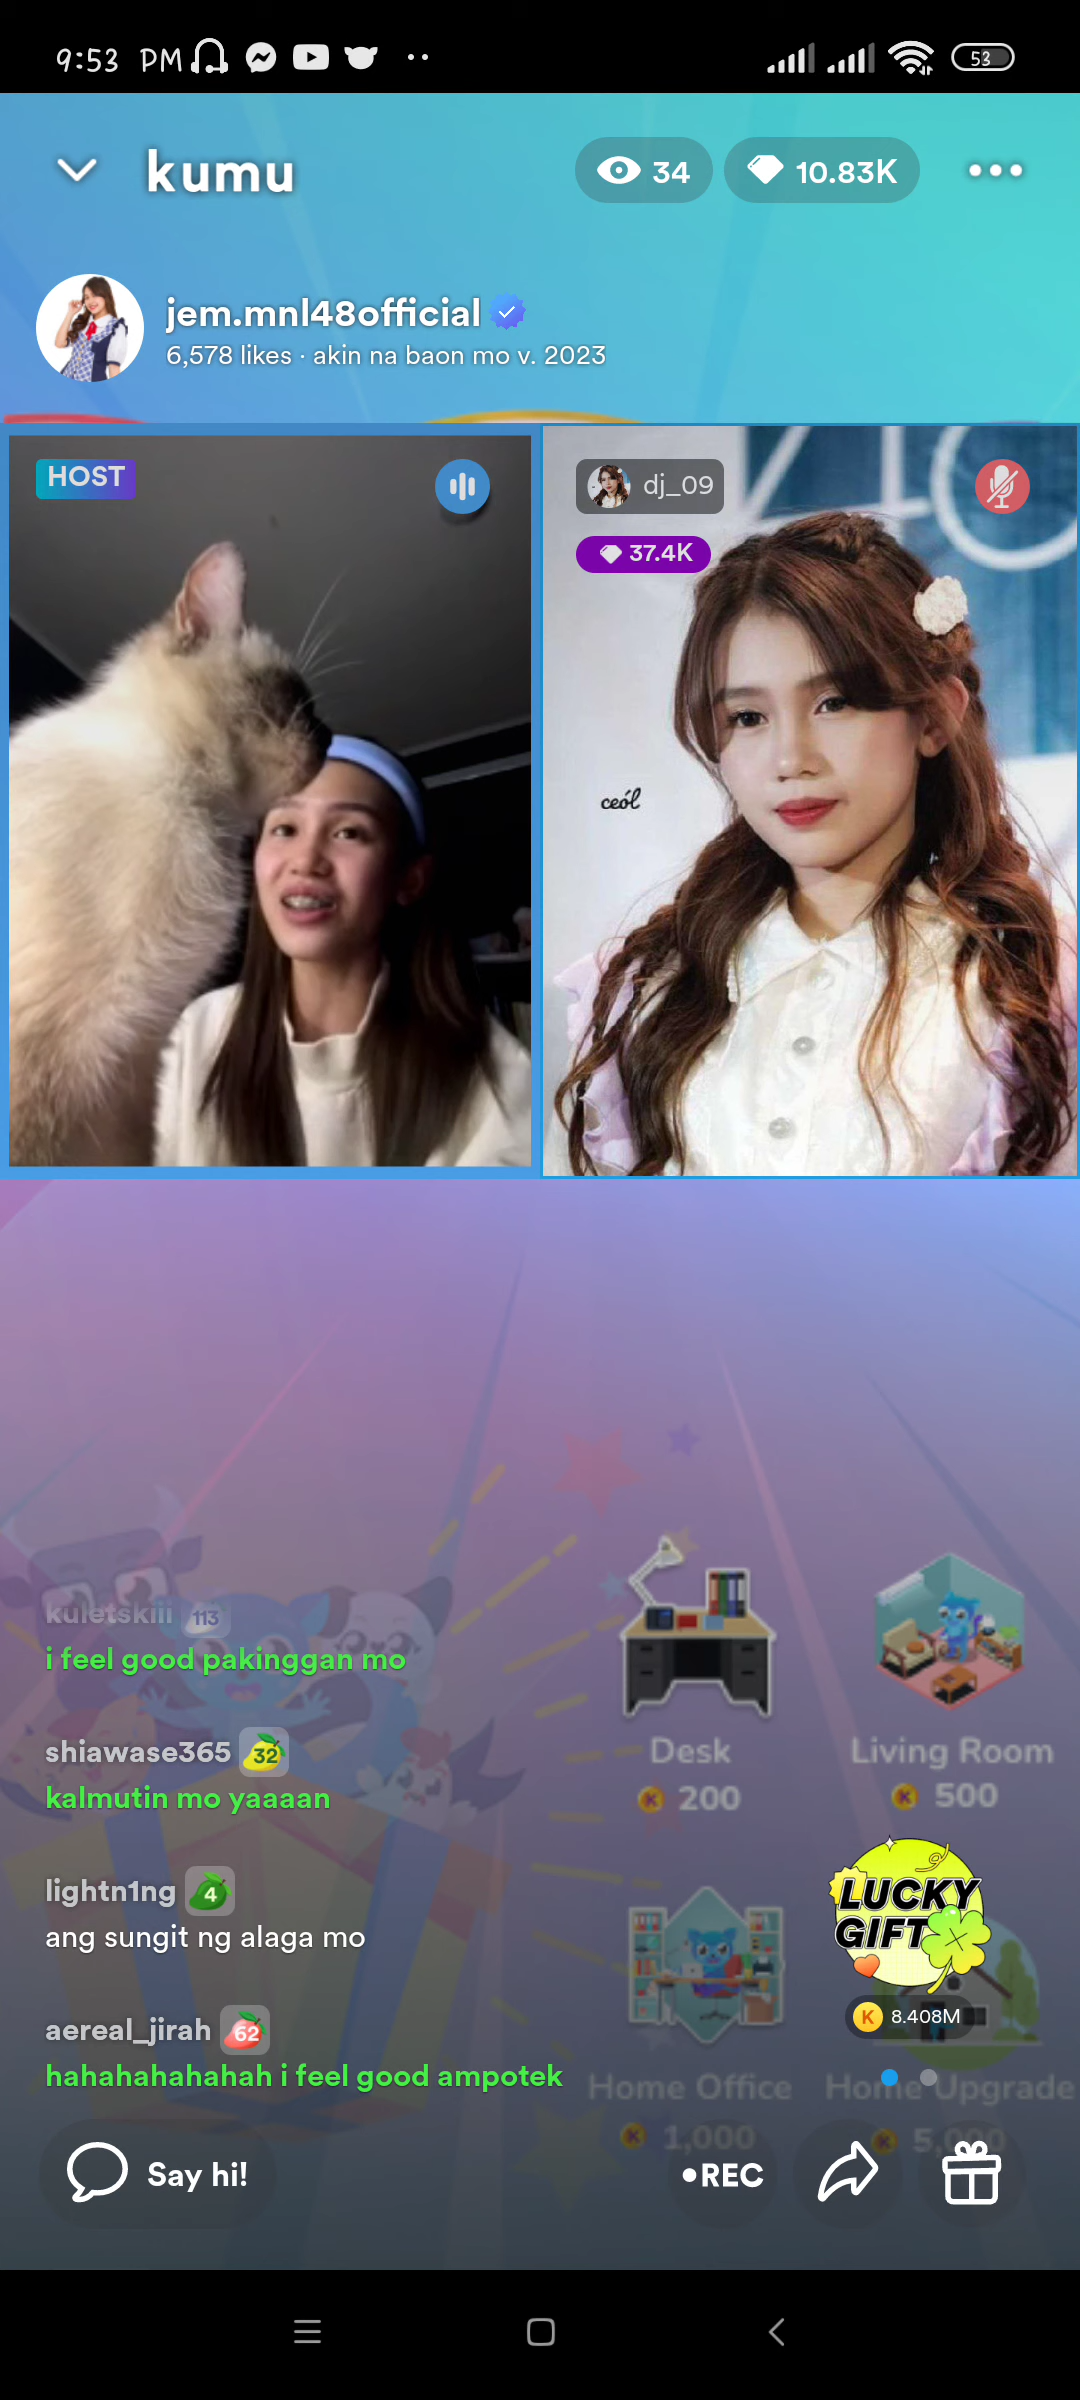 9:53 PM
53
kumu
34
10.83K
jem.mnl48official
6,578 likes · akin na baon mo v. 2023
HOST
dj_09
37.4K
ceól
kuletskiii 113
i feel good pakinggan mo
shiawase365 32
kalmutin mo yaaaan
lightn1ng 4
ang sungit ng alaga mo
aereal_jirah 62
hahahahahahah i feel good ampotek
Desk
200
Living Room
500
LUCKY
GIFT
K 8.408M
Home Office
1,000
Home Upgrade
Say hi!
•REC